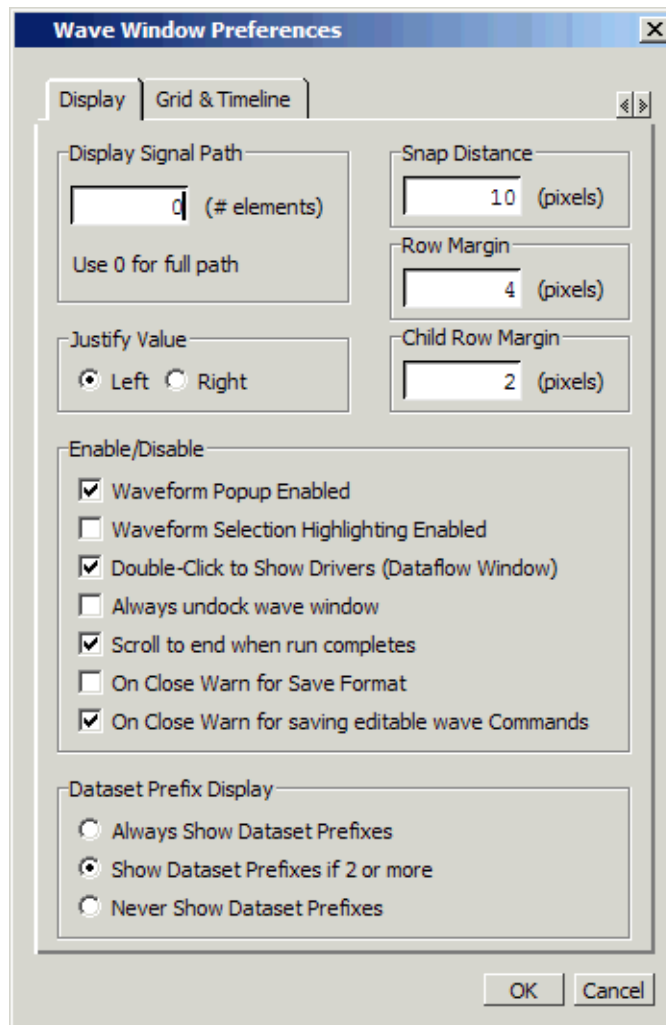 Wave Window Preferences
Display
Grid & Timeline
Display Signal Path
0 (# elements)
Use 0 for full path
Snap Distance
10 (pixels)
Row Margin
4 (pixels)
Justify Value
Left Right
Child Row Margin
2 (pixels)
Enable/Disable
Waveform Popup Enabled
Waveform Selection Highlighting Enabled
Double-Click to Show Drivers (Dataflow Window)
Always undock wave window
Scroll to end when run completes
On Close Warn for Save Format
On Close Warn for saving editable wave Commands
Dataset Prefix Display
Always Show Dataset Prefixes
Show Dataset Prefixes if 2 or more
Never Show Dataset Prefixes
OK Cancel